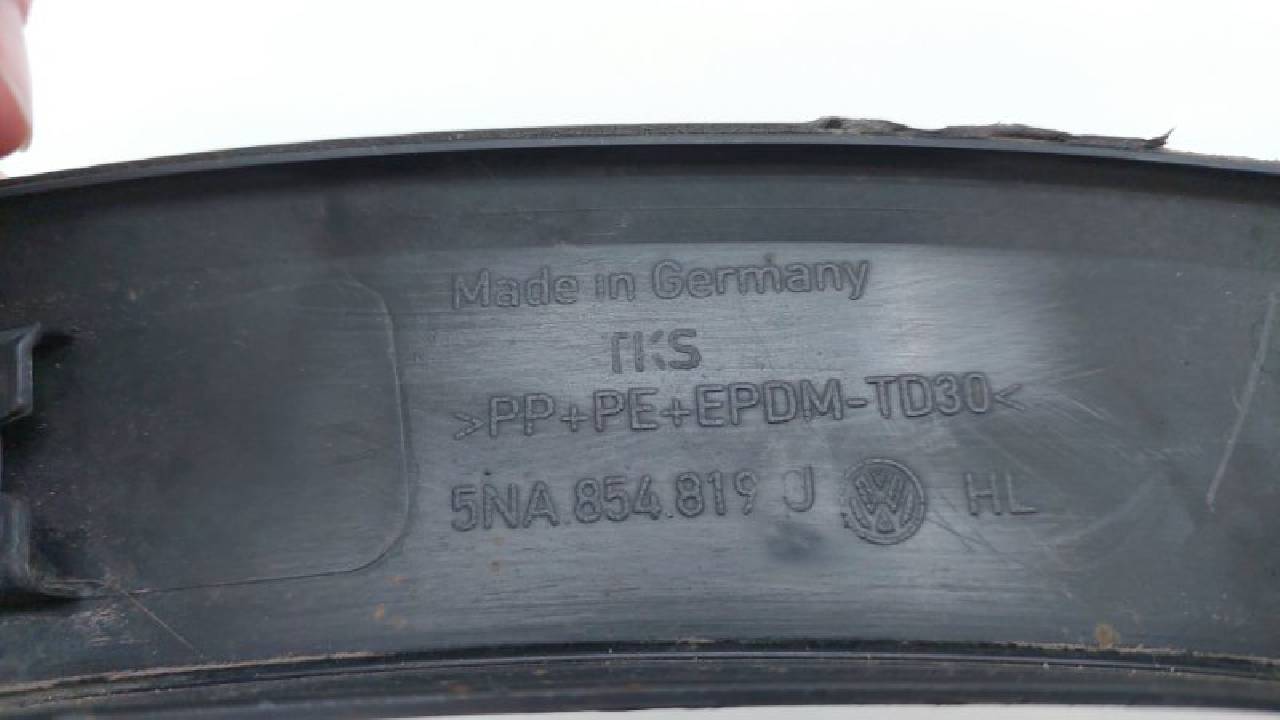 Made in Germany
TKS
>PP+PE+EPDM-TD30<
5NA.854.819 J HL